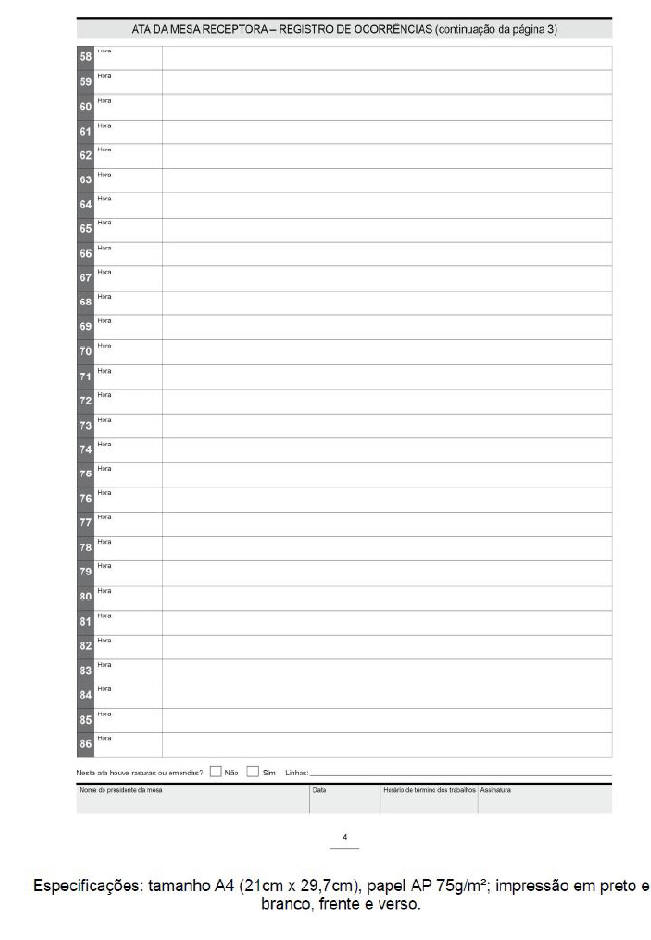 ATA DA MESA RECEPTORA – REGISTRO DE OCORRÊNCIAS (continuação da página 3)
58 Hora
59 Hora
60 Hora
61 Hora
62 Hora
63 Hora
64 Hora
65 Hora
66 Hora
67 Hora
68 Hora
69 Hora
70 Hora
71 Hora
72 Hora
73 Hora
74 Hora
75 Hora
76 Hora
77 Hora
78 Hora
79 Hora
80 Hora
81 Hora
82 Hora
83 Hora
84 Hora
85 Hora
86 Hora
Nesta ata houve rasuras ou emendas? Não Sim Linhas:
Nome do presidente da mesa Data Horário de término dos trabalhos Assinatura
4
Especificações: tamanho A4 (21cm x 29,7cm), papel AP 75g/m²; impressão em preto e
branco, frente e verso.